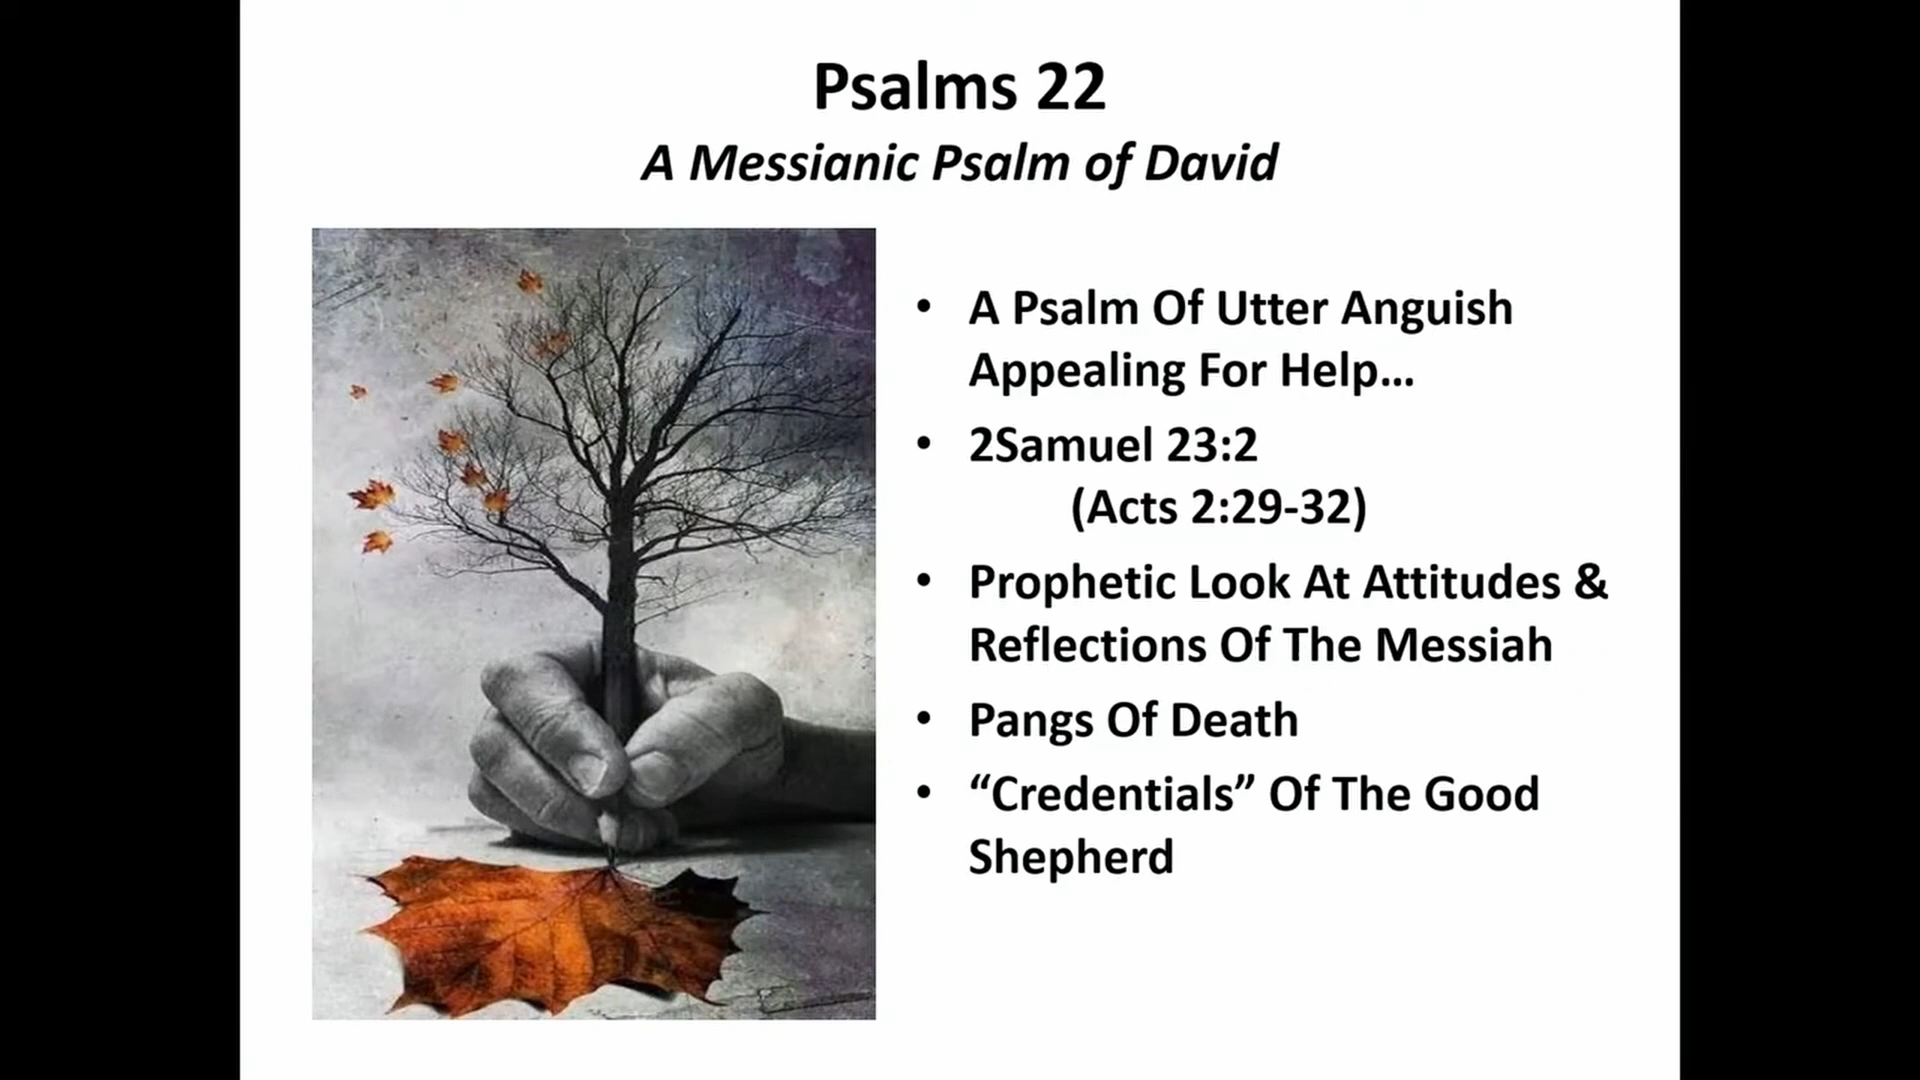 Psalms 22
A Messianic Psalm of David
• A Psalm Of Utter Anguish
Appealing For Help...
• 2Samuel 23:2
(Acts 2:29-32)
• Prophetic Look At Attitudes &
Reflections Of The Messiah
• Pangs Of Death
• “Credentials” Of The Good
Shepherd